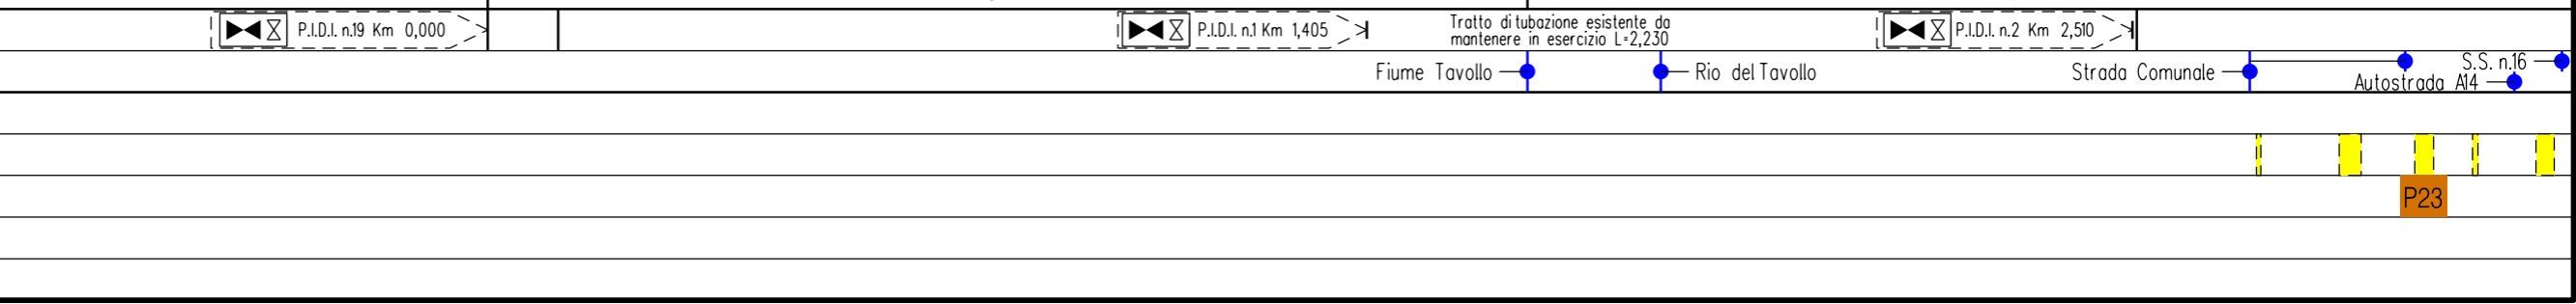 P.I.D.I. n.19 Km 0,000
P.I.D.I. n.1 Km 1,405
Tratto di tubazione esistente da
mantenere in esercizio L=2,230
P.I.D.I. n.2 Km 2,510
Fiume Tavollo
Rio del Tavollo
Strada Comunale
S.S. n.16
Autostrada A14
P23